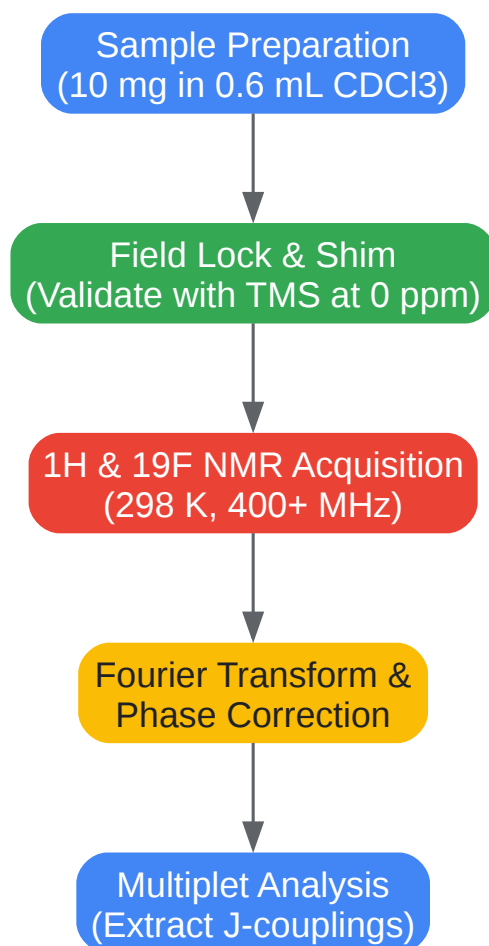 Sample Preparation
(10 mg in 0.6 mL CDCl3)
Field Lock & Shim
(Validate with TMS at 0 ppm)
1H & 19F NMR Acquisition
(298 K, 400+ MHz)
Fourier Transform &
Phase Correction
Multiplet Analysis
(Extract J-couplings)